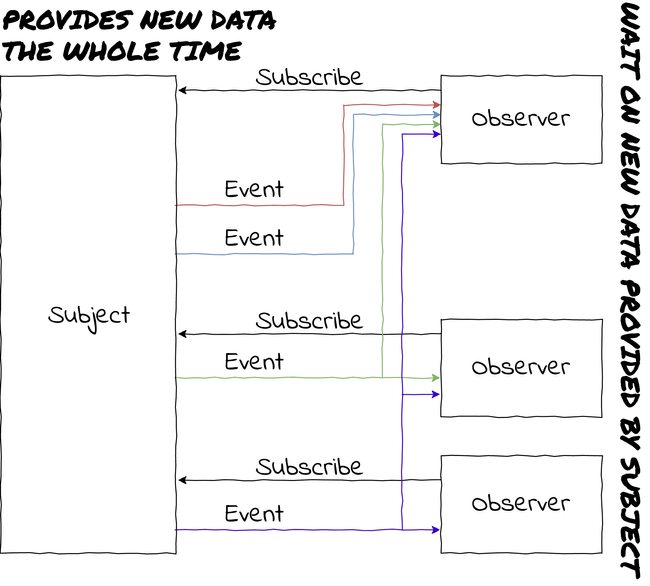 PROVIDES NEW DATA
THE WHOLE TIME
Subscribe
Observer
Event
Event
Subject
Subscribe
Event
Observer
Subscribe
Observer
Event
WAIT ON NEW DATA PROVIDED BY SUBJECT